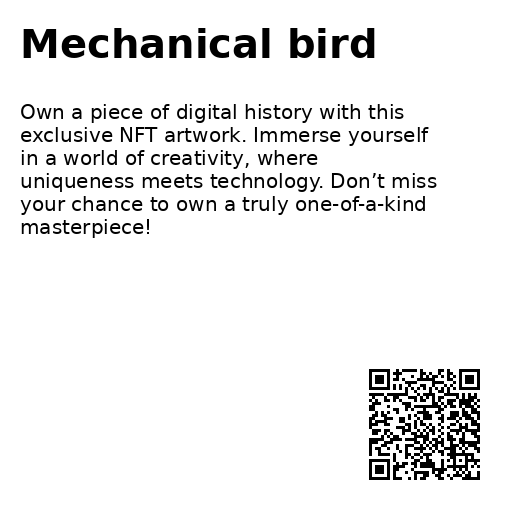 Mechanical bird
Own a piece of digital history with this
exclusive NFT artwork. Immerse yourself
in a world of creativity, where
uniqueness meets technology. Don’t miss
your chance to own a truly one-of-a-kind
masterpiece!